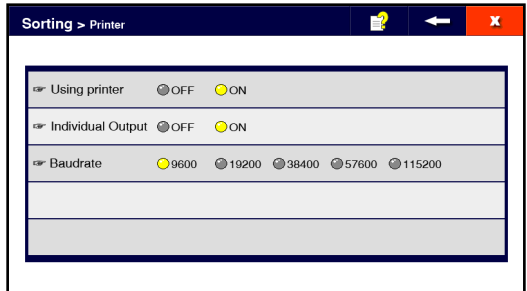 Sorting > Printer
Using printer OFF ON
Individual Output OFF ON
Baudrate 9600 19200 38400 57600 115200